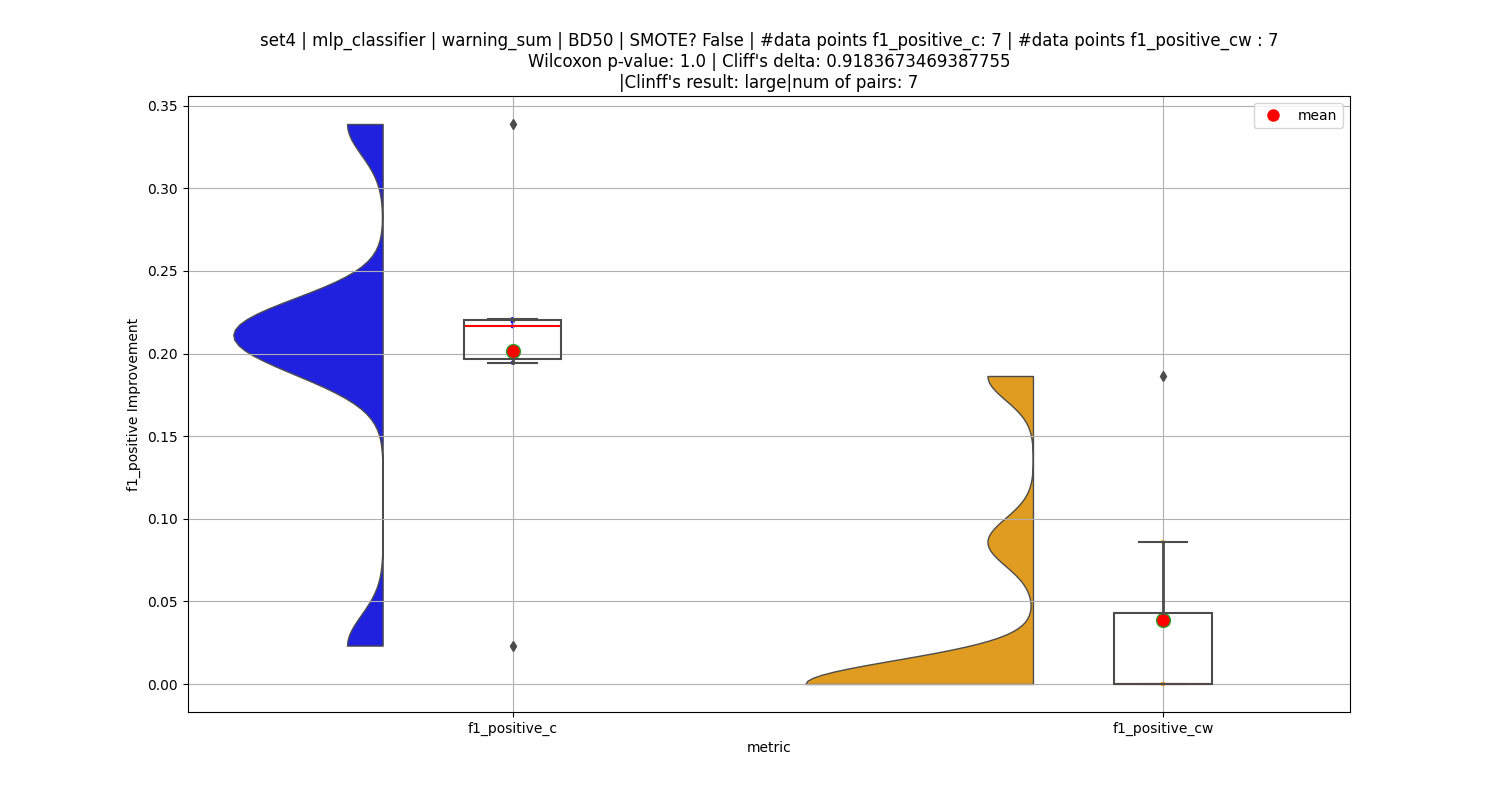 set4 | mlp_classifier | warning_sum | BD50 | SMOTE? False | #data points f1_positive_c: 7 | #data points f1_positive_cw : 7
Wilcoxon p-value: 1.0 | Cliff's delta: 0.9183673469387755
|Clinff's result: large|num of pairs: 7
mean
0.35
0.30
0.25
0.20
0.15
0.10
0.05
0.00
f1_positive Improvement
f1_positive_c
f1_positive_cw
metric